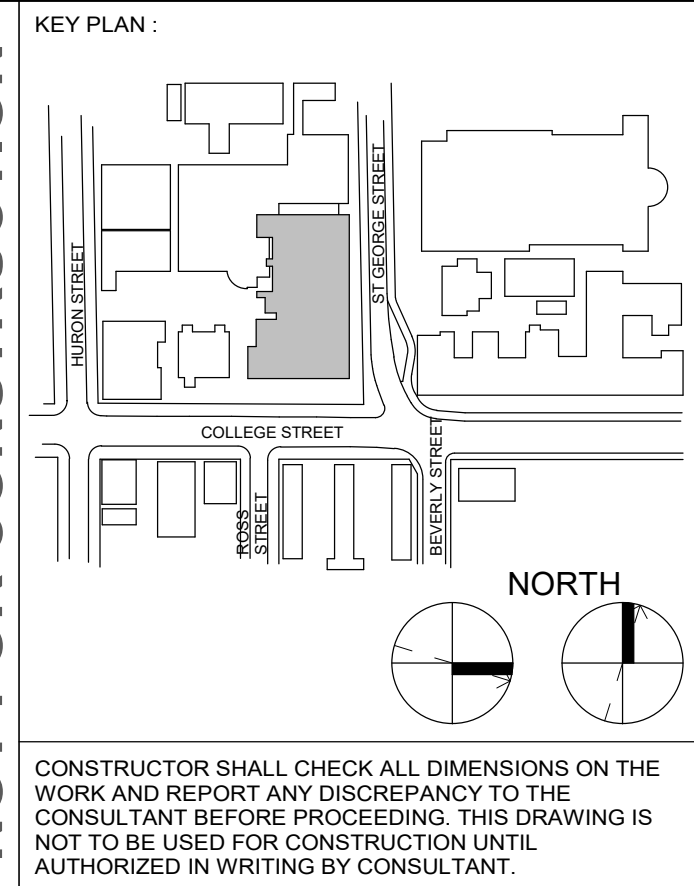 KEY PLAN :
HURON STREET
ST GEORGE STREET
COLLEGE STREET
ROSS
STREET
BEVERLY STREET
NORTH
CONSTRUCTOR SHALL CHECK ALL DIMENSIONS ON THE
WORK AND REPORT ANY DISCREPANCY TO THE
CONSULTANT BEFORE PROCEEDING. THIS DRAWING IS
NOT TO BE USED FOR CONSTRUCTION UNTIL
AUTHORIZED IN WRITING BY CONSULTANT.